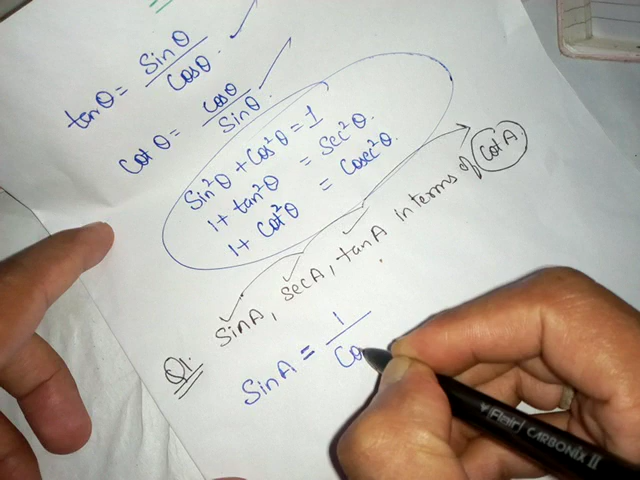 tanθ = Sinθ / Cosθ
Cot θ = Cosθ / Sinθ
Sin²θ + Cos²θ = 1
1 + tan²θ = Sec²θ
1 + Cot²θ = Cosec²θ
Q1. SinA, SecA, tanA in terms of Cot A
SinA = 1 / Co
Flair CARBONIX II